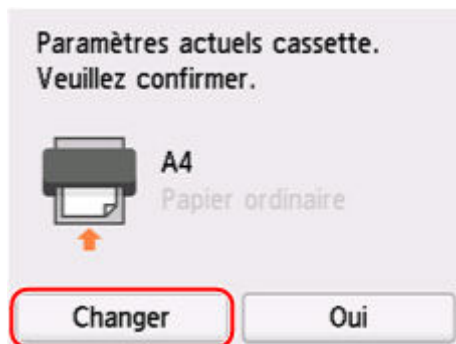 Paramètres actuels cassette.
Veuillez confirmer.
A4
Papier ordinaire
Changer
Oui